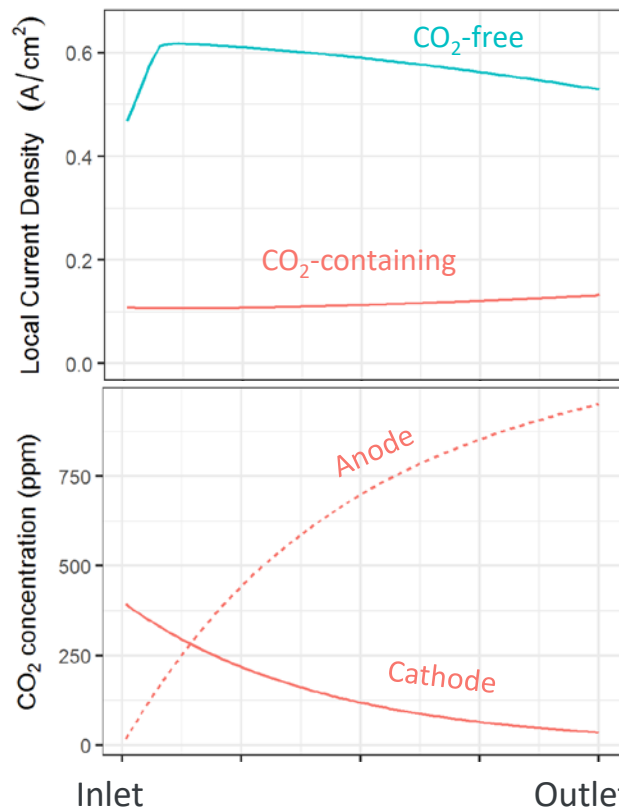 Local Current Density (A/cm²)
0.6
0.4
0.2
0.0
CO₂-free
CO₂-containing
CO₂ concentration (ppm)
750
500
250
0
Anode
Cathode
Inlet
Outlet